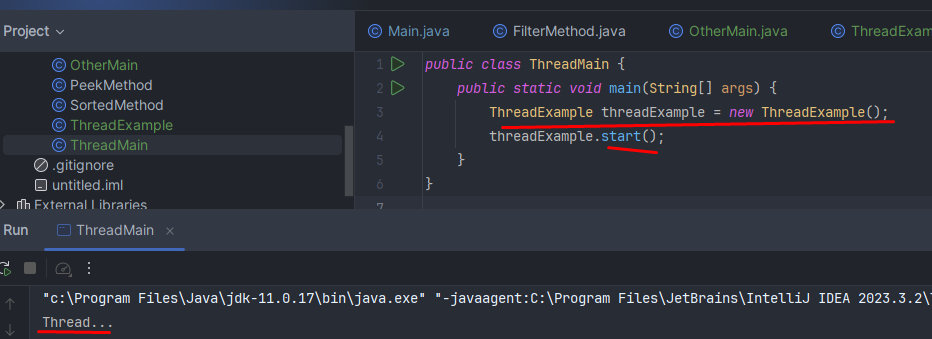 Project
Main.java FilterMethod.java OtherMain.java ThreadExam
OtherMain
PeekMethod
SortedMethod
ThreadExample
ThreadMain
.gitignore
untitled.iml
External Libraries
1 public class ThreadMain {
2 public static void main(String[] args) {
3 ThreadExample threadExample = new ThreadExample();
4 threadExample.start();
5 }
6 }
7
Run ThreadMain
"c:\Program Files\Java\jdk-11.0.17\bin\java.exe" "-javaagent:C:\Program Files\JetBrains\IntelliJ IDEA 2023.3.2\
Thread...